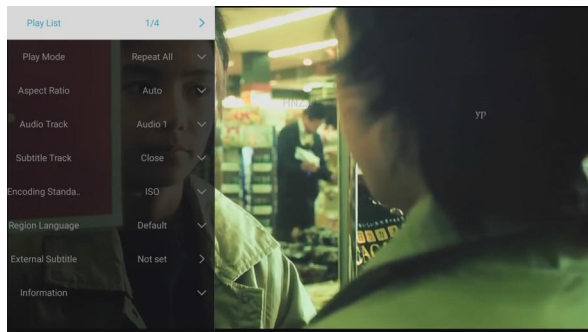 Play List 1/4
Play Mode Repeat All
Aspect Ratio Auto
Audio Track Audio 1
Subtitle Track Close
Encoding Standa..
ISO
Region Language Default
External Subtitle Not set
Information
HNZ
yp